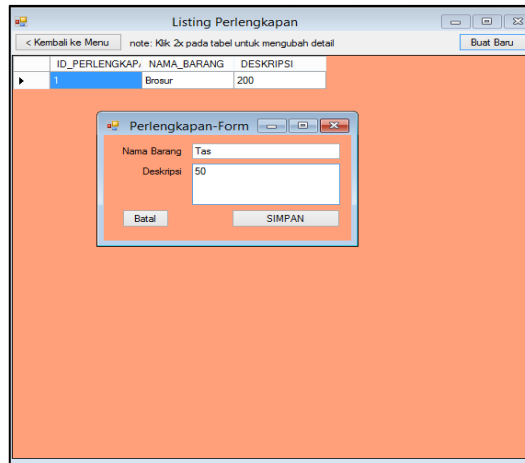 Listing Perlengkapan
< Kembali ke Menu note: Klik 2x pada tabel untuk mengubah detail Buat Baru
ID_PERLENGKAP/ NAMA_BARANG DESKRIPSI
1 Brosur 200
Perlengkapan-Form
Nama Barang Tas
Deskripsi 50
Batal SIMPAN